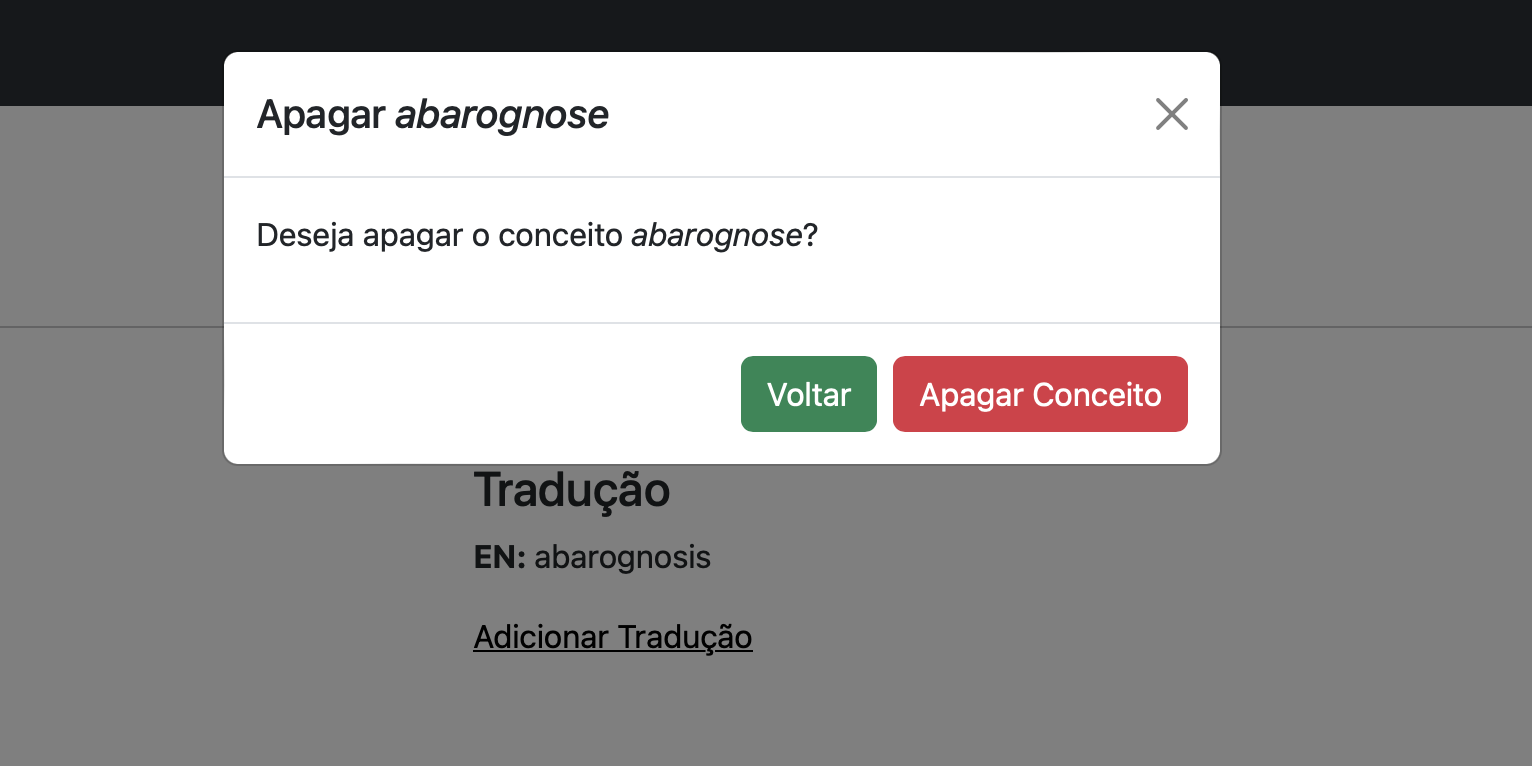 Apagar abarognose
Deseja apagar o conceito abarognose?
Voltar
Apagar Conceito
Tradução
EN: abarognosis
Adicionar Tradução